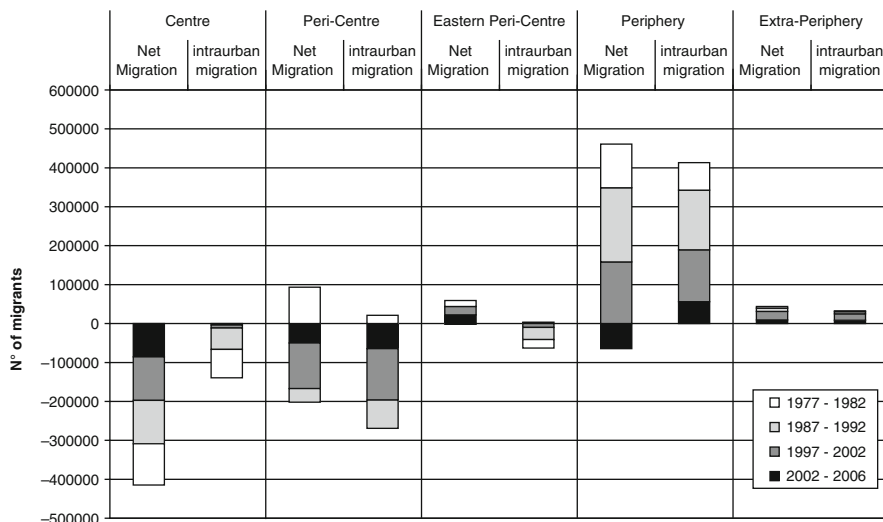 Centre Peri-Centre Eastern Peri-Centre Periphery Extra-Periphery
Net intraurban Net intraurban Net intraurban Net intraurban Net intraurban
Migration migration Migration migration Migration migration Migration migration Migration migration
600000
500000
400000
300000
200000
100000
0
–100000
–200000
–300000
–400000
–500000
N° of migrants
1977 - 1982
1987 - 1992
1997 - 2002
2002 - 2006